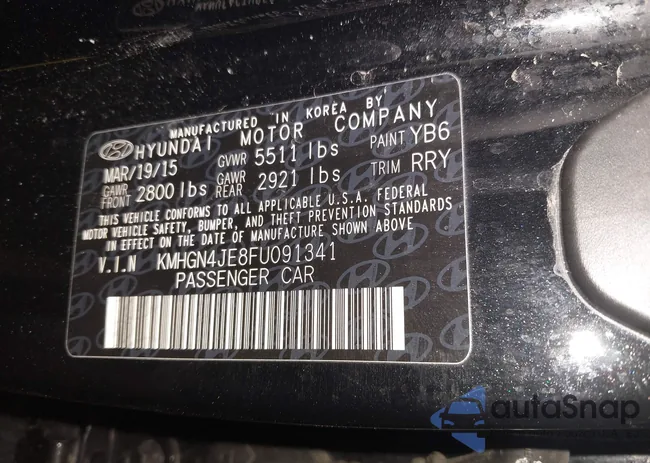 MANUFACTURED IN KOREA BY
HYUNDAI MOTOR COMPANY
MAR/19/15 GVWR 5511 lbs PAINT YB6
GAWR FRONT 2800 lbs GAWR REAR 2921 lbs TRIM RRY
THIS VEHICLE CONFORMS TO ALL APPLICABLE U.S.A. FEDERAL
MOTOR VEHICLE SAFETY, BUMPER, AND THEFT PREVENTION STANDARDS
IN EFFECT ON THE DATE OF MANUFACTURE SHOWN ABOVE
V.I.N KMHGN4JE8FU091341
PASSENGER CAR
autoSnap